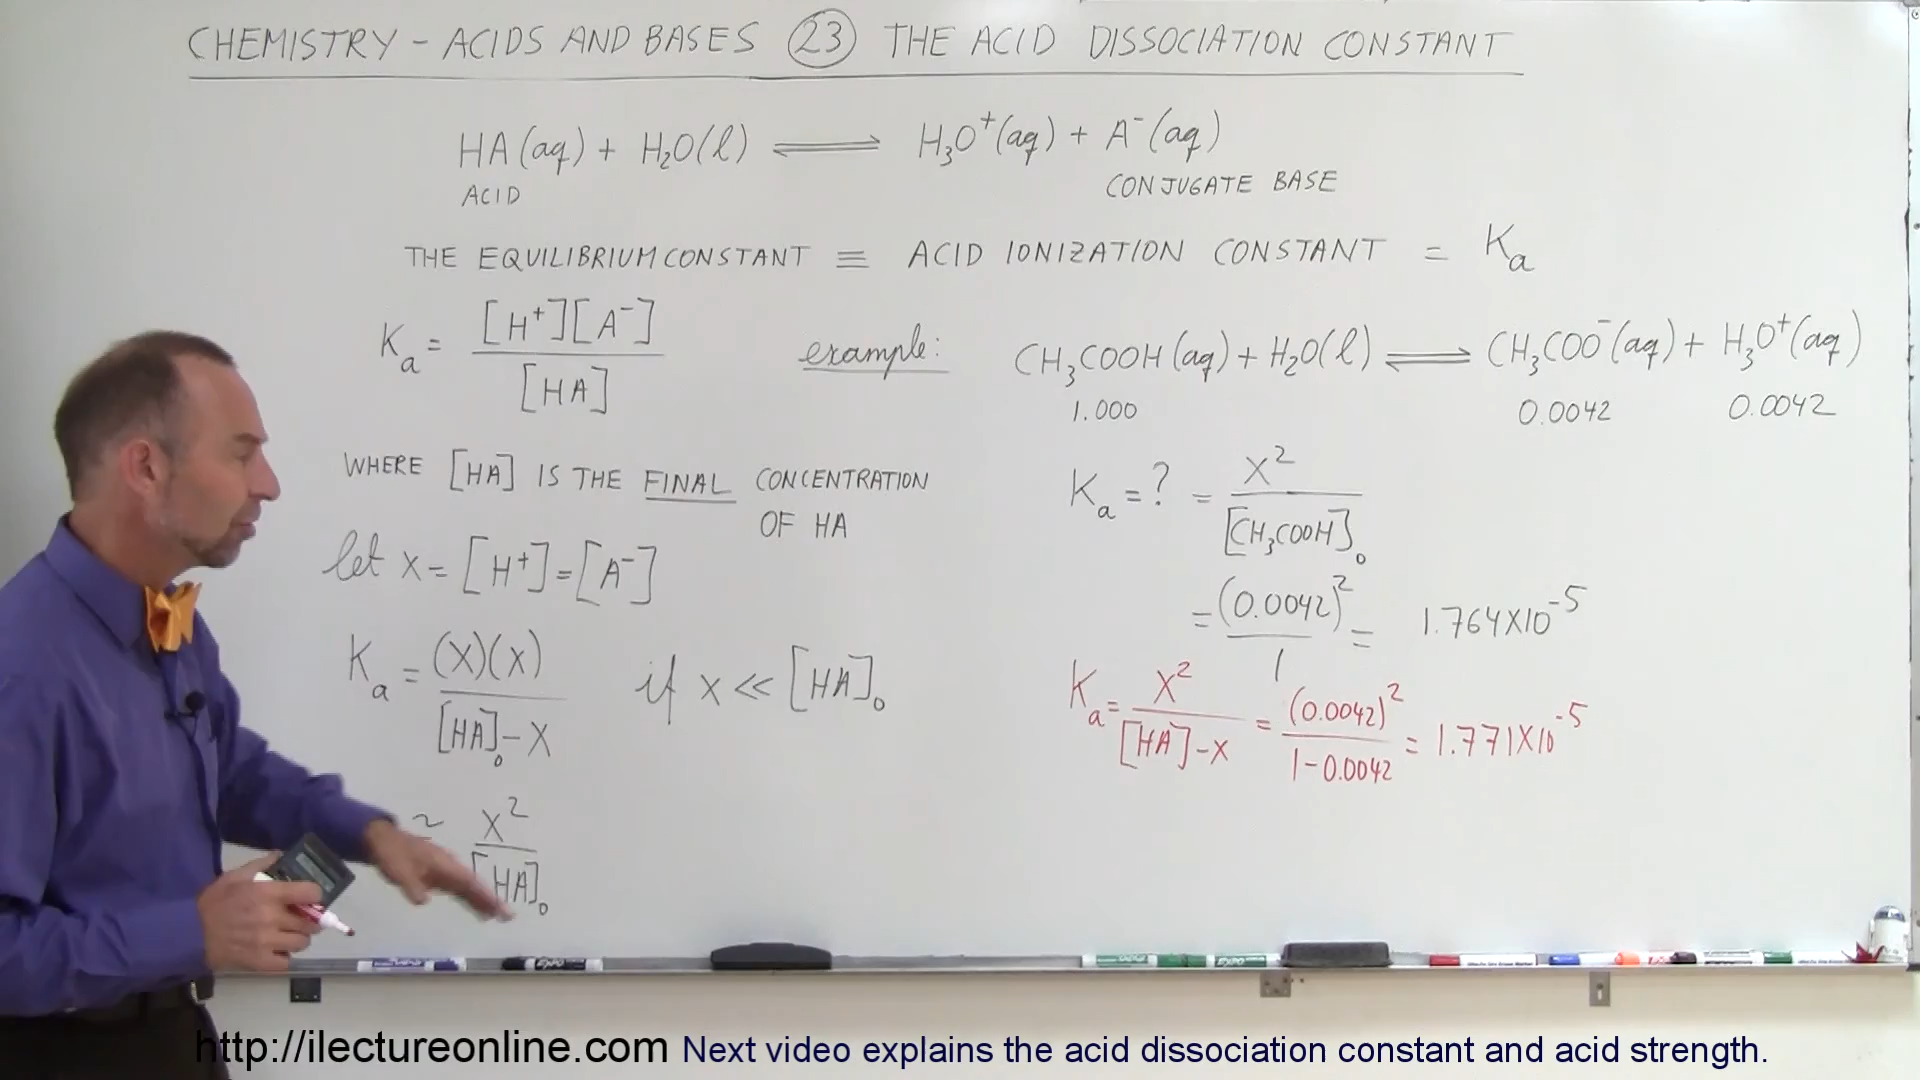 CHEMISTRY - ACIDS AND BASES (23) THE ACID DISSOCIATION CONSTANT
HA(aq) + H₂O(l) ⇌ H₃O⁺(aq) + A⁻(aq)
ACID CONJUGATE BASE
THE EQUILIBRIUM CONSTANT ≡ ACID IONIZATION CONSTANT = Kₐ
Kₐ = [H⁺][A⁻] / [HA]
WHERE [HA] IS THE FINAL CONCENTRATION
OF HA
let x = [H⁺] = [A⁻]
Kₐ = (x)(x) / [HA]₀ - x if x << [HA]₀
≈ x² / [HA]₀
example: CH₃COOH(aq) + H₂O(l) ⇌ CH₃COO⁻(aq) + H₃O⁺(aq)
1.000 0.0042 0.0042
Kₐ = ? = x² / [CH₃COOH]₀
= (0.0042)² / 1 = 1.764X10⁻⁵
Kₐ = x² / [HA] - x = (0.0042)² / 1 - 0.0042 = 1.771X10⁻⁵
http://ilectureonline.com Next video explains the acid dissociation constant and acid strength.